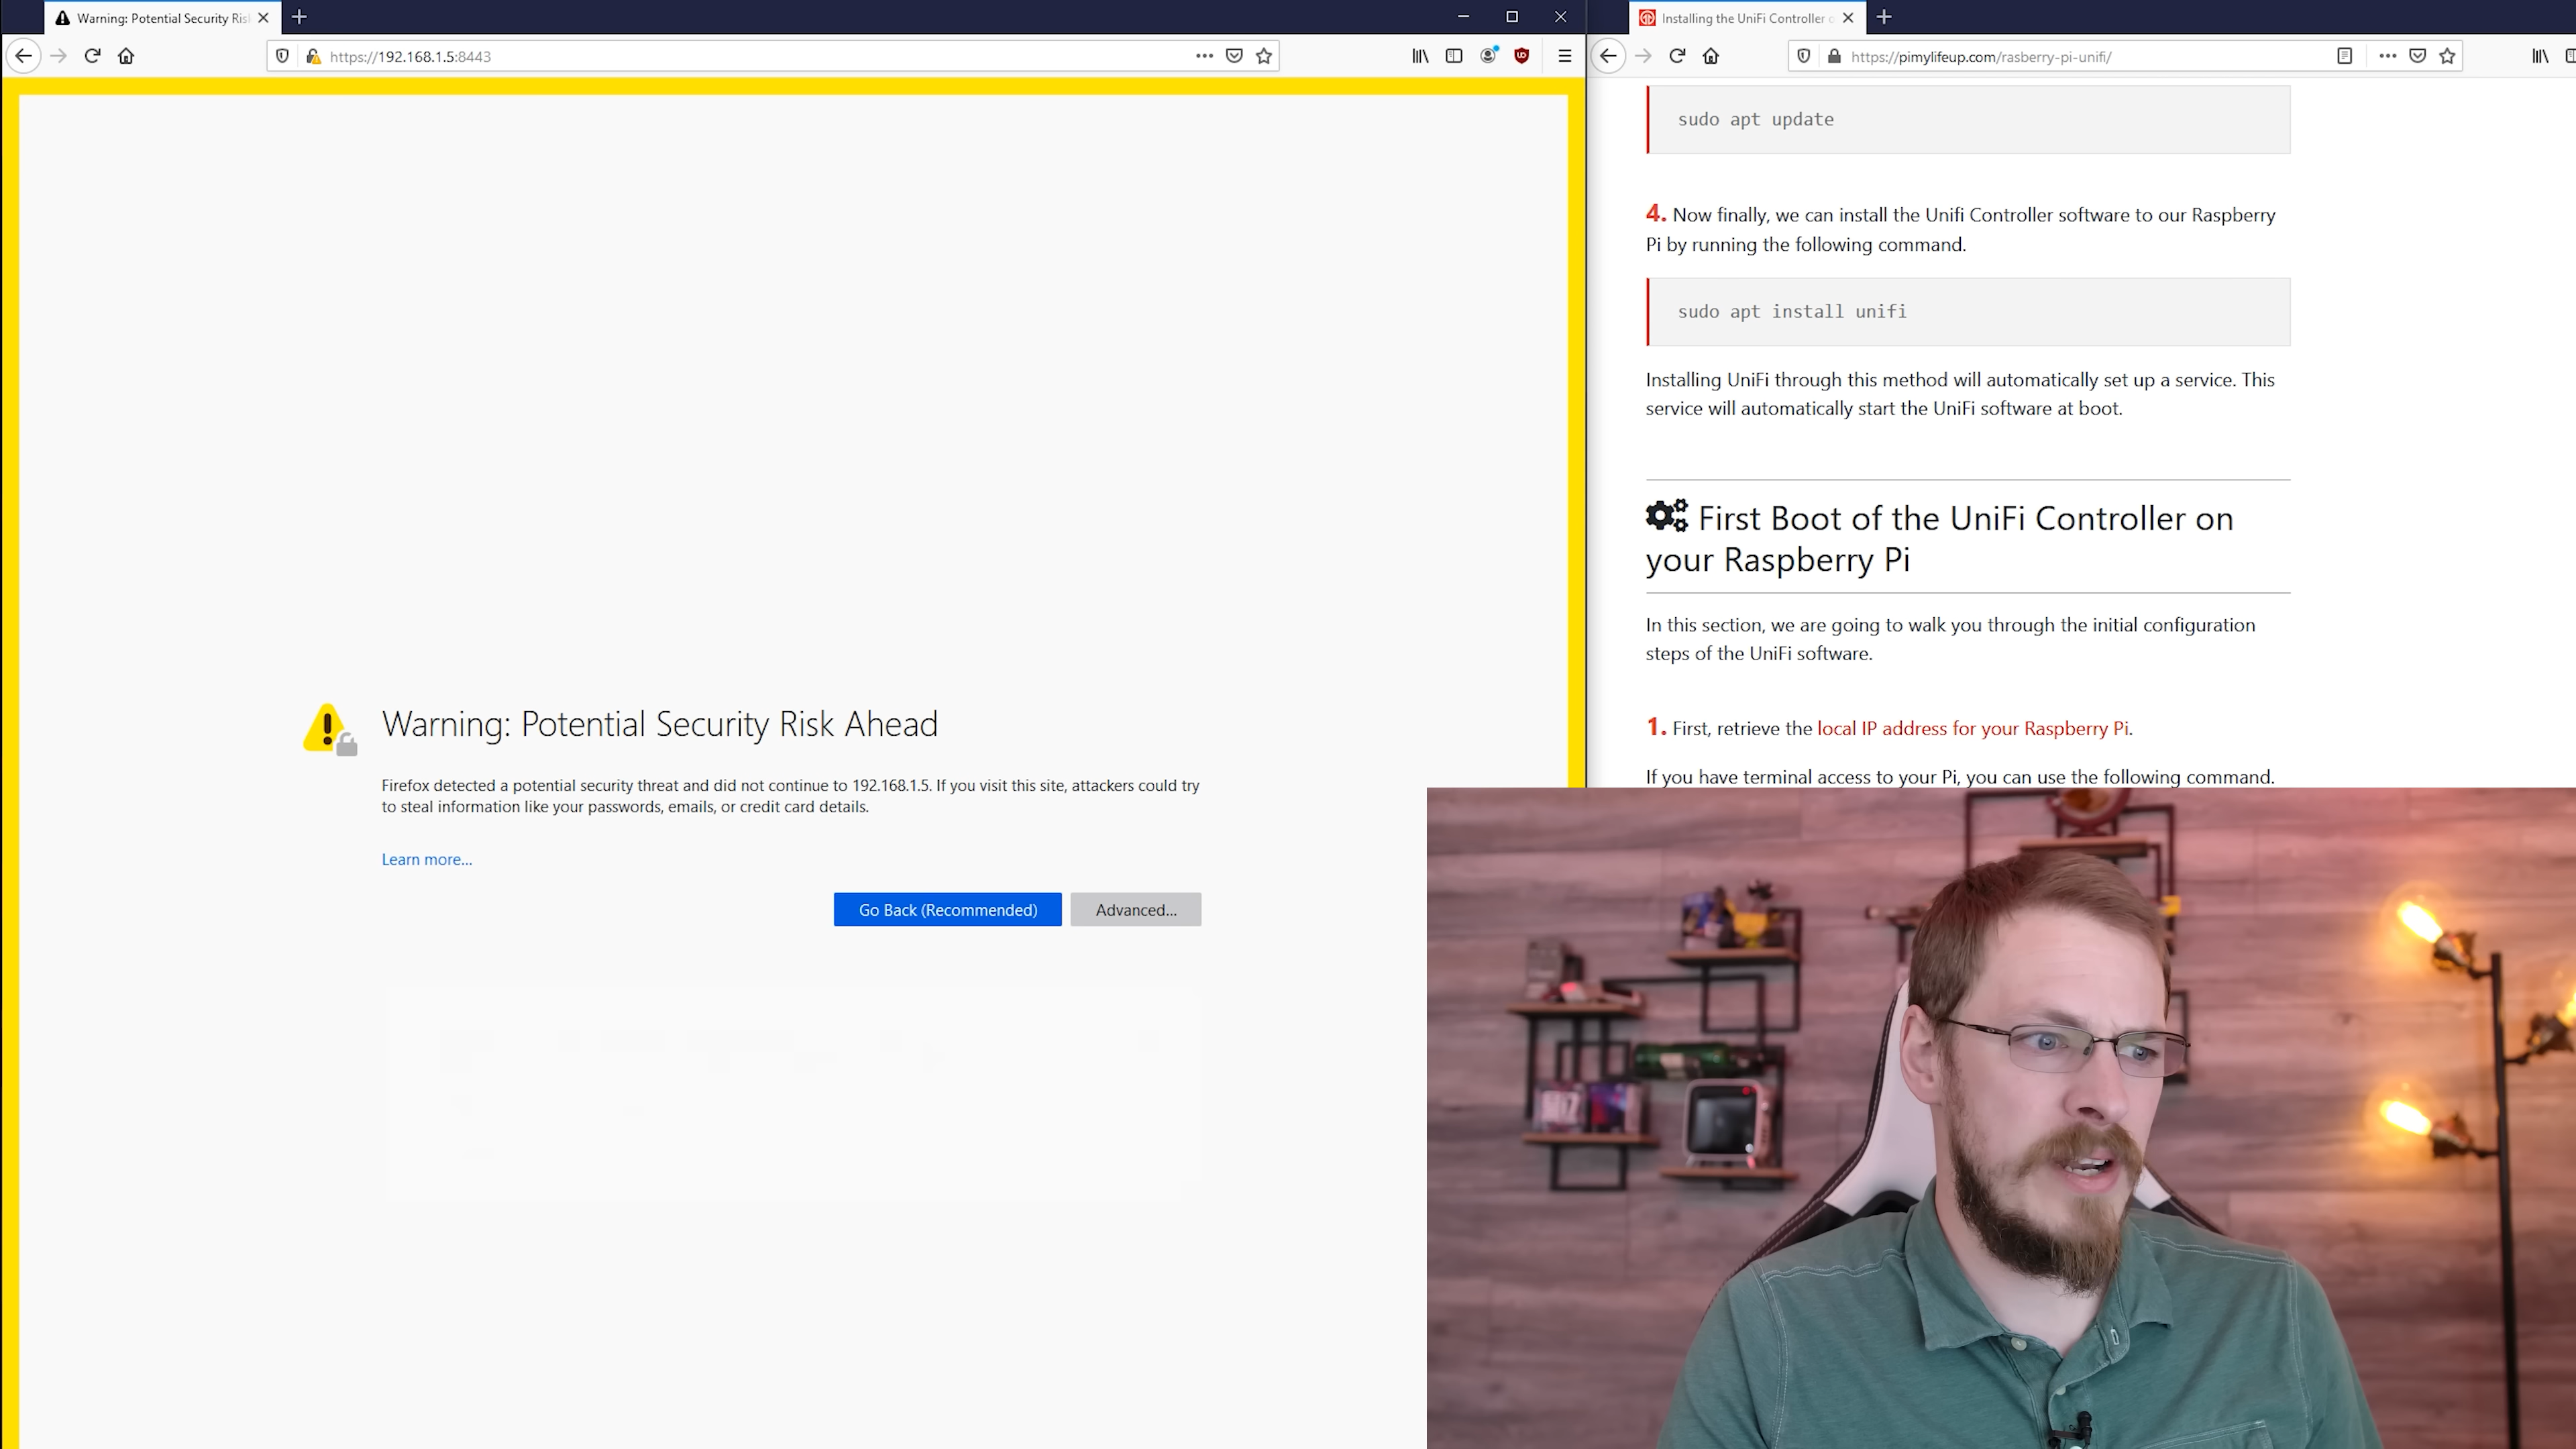 Warning: Potential Security Ris
https://192.168.1.5:8443
Warning: Potential Security Risk Ahead
Firefox detected a potential security threat and did not continue to 192.168.1.5. If you visit this site, attackers could try
to steal information like your passwords, emails, or credit card details.
Learn more...
Go Back (Recommended)
Advanced...
Installing the UniFi Controller o
https://pimylifeup.com/rasberry-pi-unifi/
sudo apt update
4. Now finally, we can install the Unifi Controller software to our Raspberry
Pi by running the following command.
sudo apt install unifi
Installing UniFi through this method will automatically set up a service. This
service will automatically start the UniFi software at boot.
First Boot of the UniFi Controller on
your Raspberry Pi
In this section, we are going to walk you through the initial configuration
steps of the UniFi software.
1. First, retrieve the local IP address for your Raspberry Pi.
If you have terminal access to your Pi, you can use the following command.